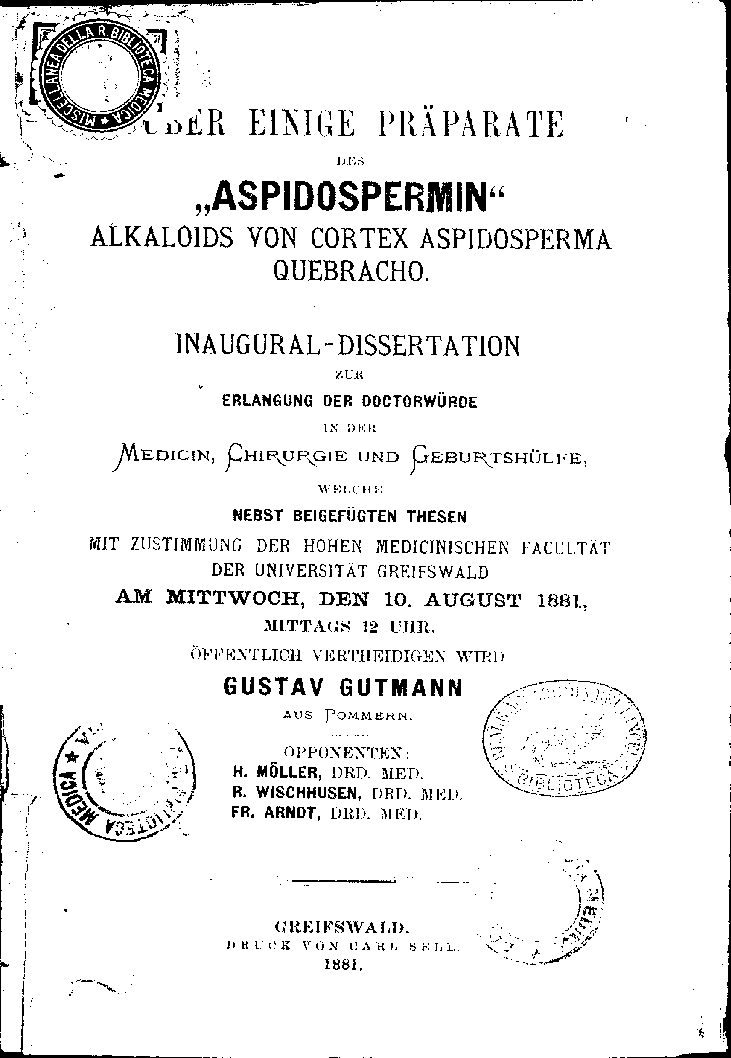 MISCELLANEA DELLA R BIBLIOTECA MEDICA
ÜBER EINIGE PRÄPARATE
DES
„ASPIDOSPERMIN“
ALKALOIDS VON CORTEX ASPIDOSPERMA
QUEBRACHO.
INAUGURAL-DISSERTATION
ZUR
ERLANGUNG DER DOCTORWÜRDE
IN DER
MEDICIN, CHIRURGIE UND GEBURTSHÜLFE,
WELCHE
NEBST BEIGEFÜGTEN THESEN
MIT ZUSTIMMUNG DER HOHEN MEDICINISCHEN FACULTÄT
DER UNIVERSITÄT GREIFSWALD
AM MITTWOCH, DEN 10. AUGUST 1881,
MITTAGS 12 UHR,
ÖFFENTLICH VERTHEIDIGEN WIRD
GUSTAV GUTMANN
AUS POMMERN.
OPPONENTEN:
H. MÖLLER, DRD. MED.
R. WISCHHUSEN, DRD. MED.
FR. ARNDT, DRD. MED.
BIBLIOTECA
BIBLIOTECA MEDICA
GREIFSWALD.
DRUCK VON CARL SELL.
1881.